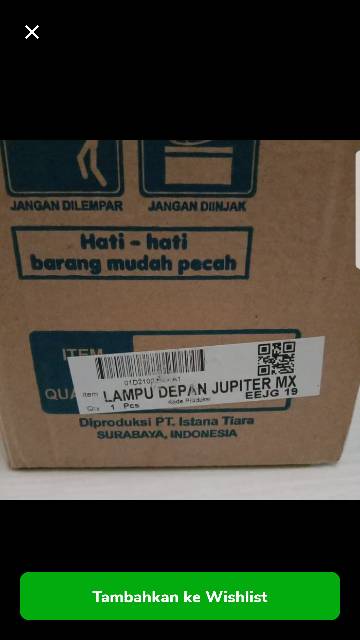 JANGAN DILEMPAR
JANGAN DIINJAK
Hati - hati
barang mudah pecah
ITEM
QUA
Item LAMPU DEPAN JUPITER MX
Qty 1 Pcs Kode Produksi EEJG 19
Diproduksi PT. Istana Tiara
SURABAYA, INDONESIA
Tambahkan ke Wishlist